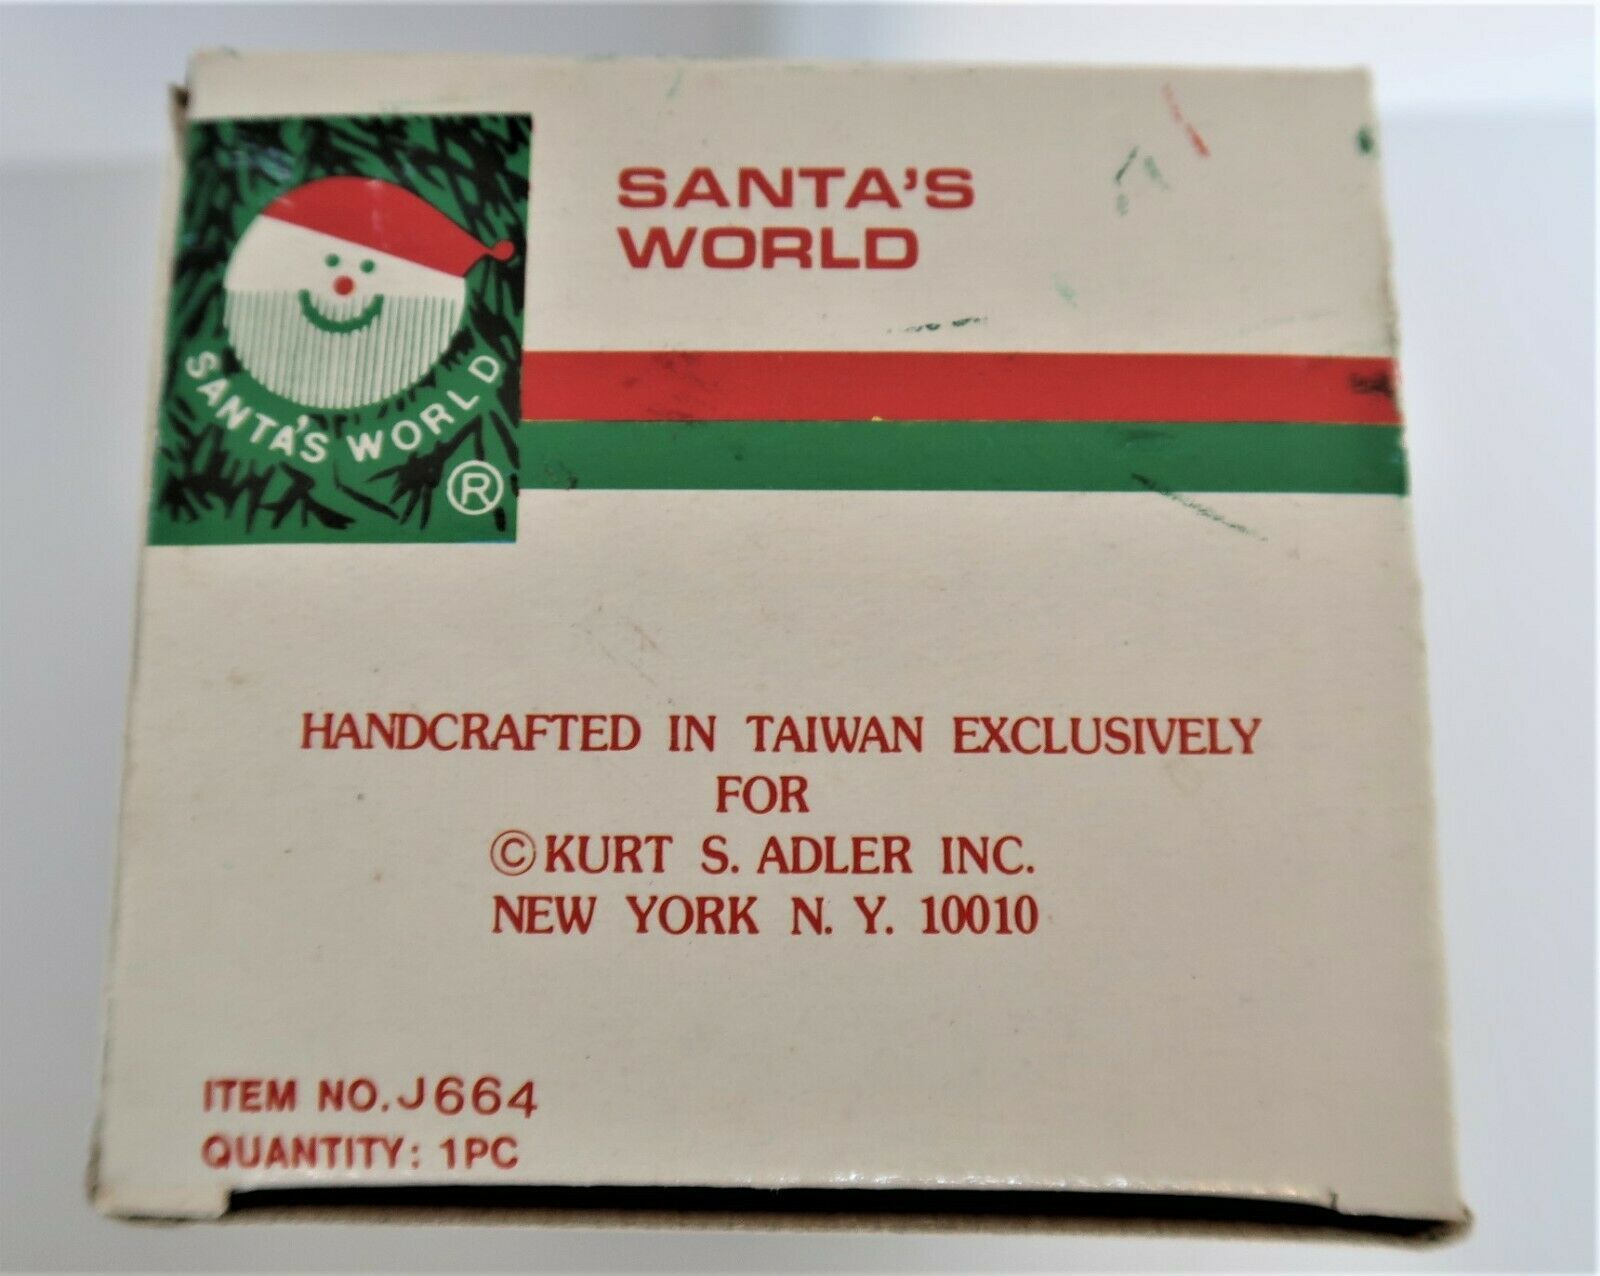 SANTA'S WORLD
®
SANTA'S
WORLD
HANDCRAFTED IN TAIWAN EXCLUSIVELY
FOR
©KURT S. ADLER INC.
NEW YORK N. Y. 10010
ITEM NO. J664
QUANTITY: 1PC